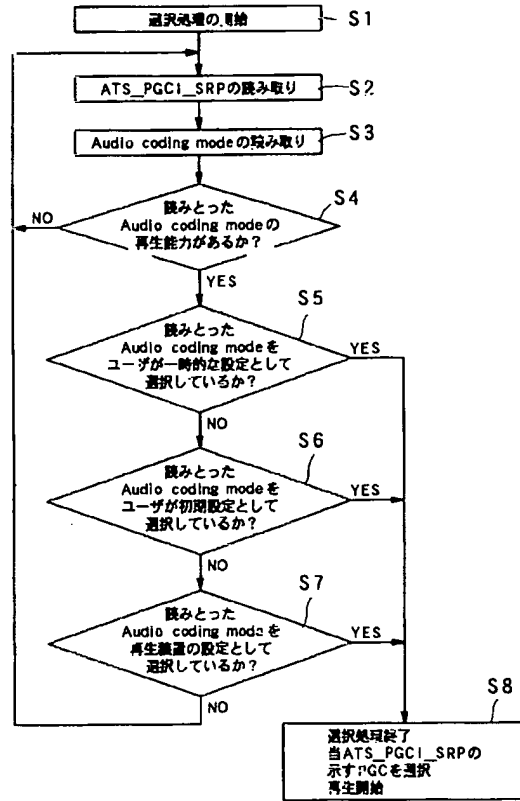 選択処理の開始
S1
ATS_PGCI_SRPの読み取り
S2
Audio coding modeの読み取り
S3
S4
読みとった
Audio coding modeの
再生能力があるか？
NO
YES
S5
読みとった
Audio coding modeを
ユーザが一時的な設定として
選択しているか？
YES
NO
S6
読みとった
Audio coding modeを
ユーザが初期設定として
選択しているか？
YES
NO
S7
読みとった
Audio coding modeを
再生装置の設定として
選択しているか？
YES
NO
S8
選択処理終了
当ATS_PGCI_SRPの
示すPGCを選択
再生開始